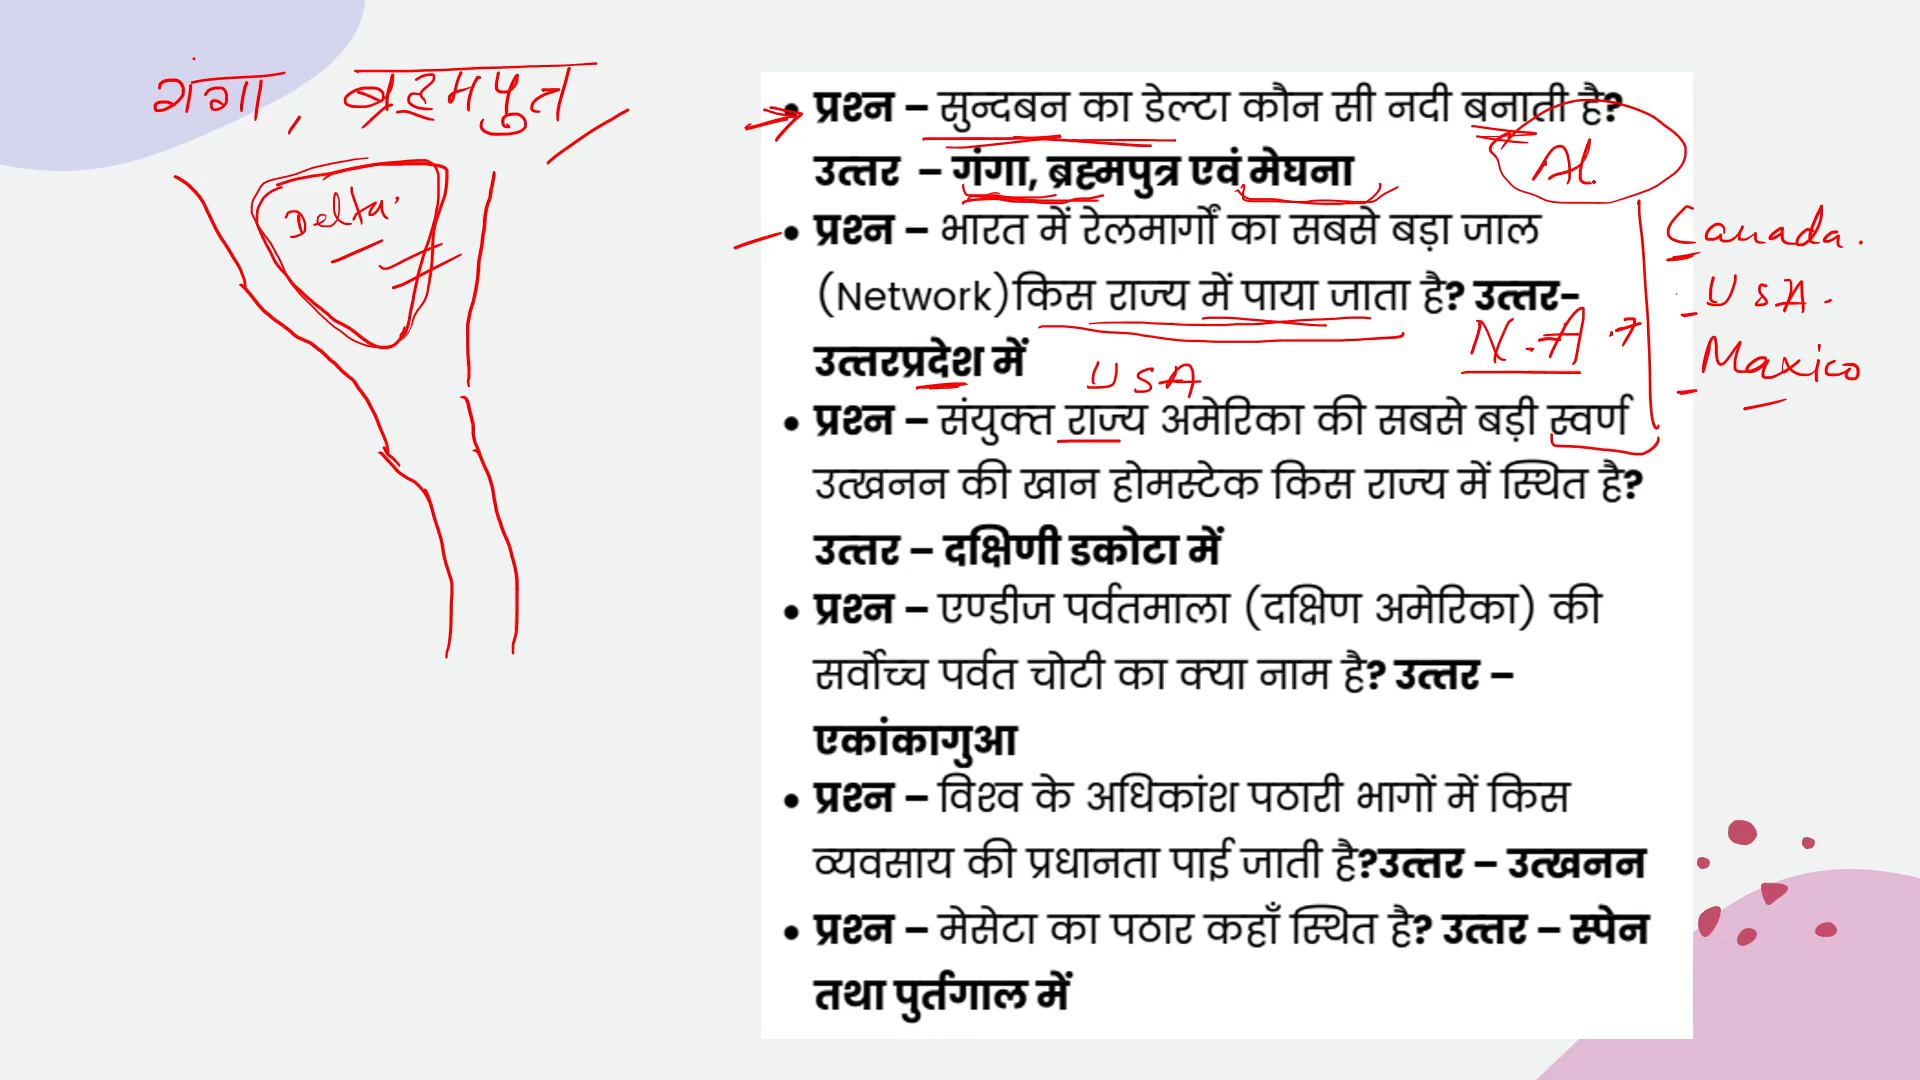 गंगा, ब्रह्मपुत्र
Delta.
• प्रश्न – सुन्दबन का डेल्टा कौन सी नदी बनाती है?
उत्तर – गंगा, ब्रह्मपुत्र एवं मेघना
• प्रश्न – भारत में रेलमार्गों का सबसे बड़ा जाल
(Network)किस राज्य में पाया जाता है? उत्तर–
उत्तरप्रदेश में
• प्रश्न – संयुक्त राज्य अमेरिका की सबसे बड़ी स्वर्ण
उत्खनन की खान होमस्टेक किस राज्य में स्थित है?
उत्तर – दक्षिणी डकोटा में
• प्रश्न – एण्डीज पर्वतमाला (दक्षिण अमेरिका) की
सर्वोच्च पर्वत चोटी का क्या नाम है? उत्तर –
एकांकागुआ
• प्रश्न – विश्व के अधिकांश पठारी भागों में किस
व्यवसाय की प्रधानता पाई जाती है?उत्तर – उत्खनन
• प्रश्न – मेसेटा का पठार कहाँ स्थित है? उत्तर – स्पेन
तथा पुर्तगाल में
USA
N.A.
Canada.
USA.
Maxico